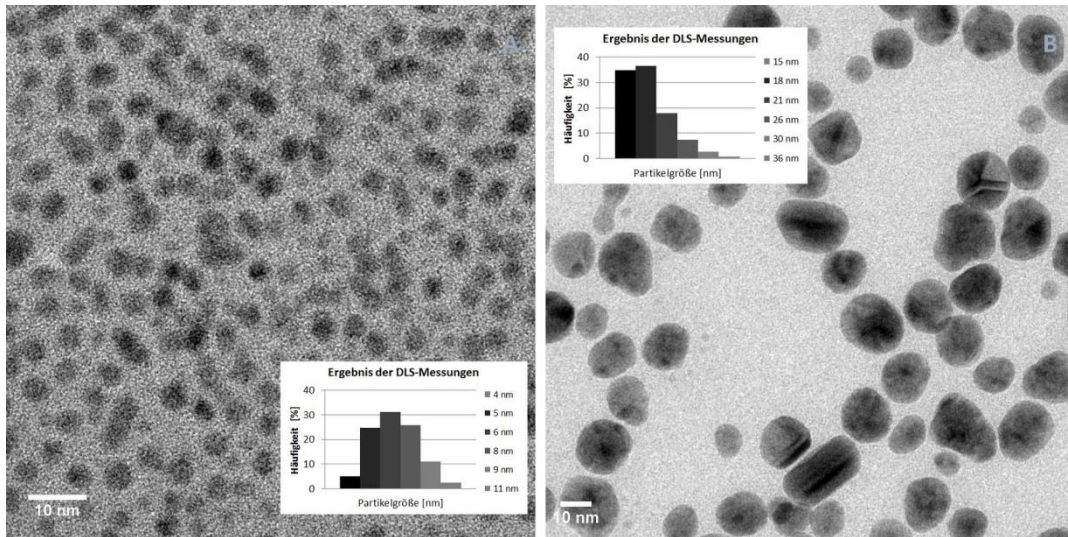 A
Ergebnis der DLS-Messungen
Häufigkeit [%]
40
30
20
10
0
Partikelgröße [nm]
4 nm
5 nm
6 nm
8 nm
9 nm
11 nm
10 nm
B
Ergebnis der DLS-Messungen
Häufigkeit [%]
40
30
20
10
0
Partikelgröße [nm]
15 nm
18 nm
21 nm
26 nm
30 nm
36 nm
10 nm